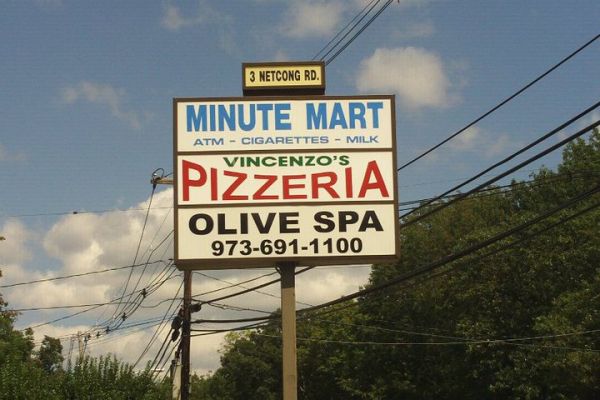 3 NETCONG RD.
MINUTE MART
ATM - CIGARETTES - MILK
VINCENZO'S
PIZZERIA
OLIVE SPA
973-691-1100